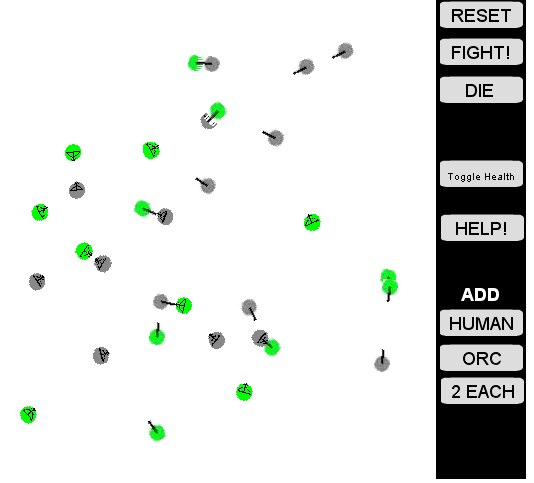 RESET
FIGHT!
DIE
Toggle Health
HELP!
ADD
HUMAN
ORC
2 EACH